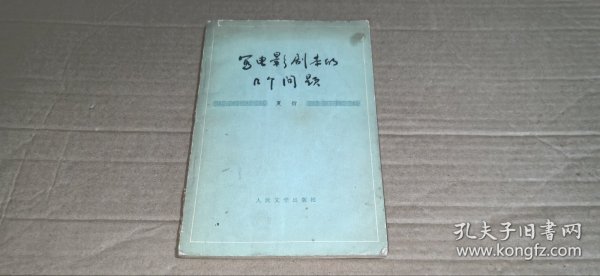 写电影剧本的
几个问题
夏衍
人民文学出版社
孔夫子旧书网
www.kongfz.com